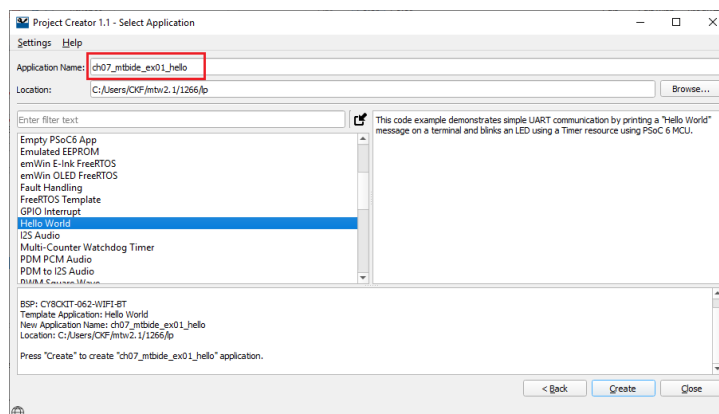 Project Creator 1.1 - Select Application
Settings Help
Application Name: ch07_mtbide_ex01_hello
Location: C:/Users/CKF/mtw2.1/1266/lp Browse...
Enter filter text
This code example demonstrates simple UART communication by printing a "Hello World"
message on a terminal and blinks an LED using a Timer resource using PSoC 6 MCU.
Empty PSoC6 App
Emulated EEPROM
emWin E-Ink FreeRTOS
emWin OLED FreeRTOS
Fault Handling
FreeRTOS Template
GPIO Interrupt
Hello World
I2S Audio
Multi-Counter Watchdog Timer
PDM PCM Audio
PDM to I2S Audio
PWM Square Wave
BSP: CY8CKIT-062-WIFI-BT
Template Application: Hello World
New Application Name: ch07_mtbide_ex01_hello
Location: C:/Users/CKF/mtw2.1/1266/lp
Press "Create" to create "ch07_mtbide_ex01_hello" application.
< Back Create Close